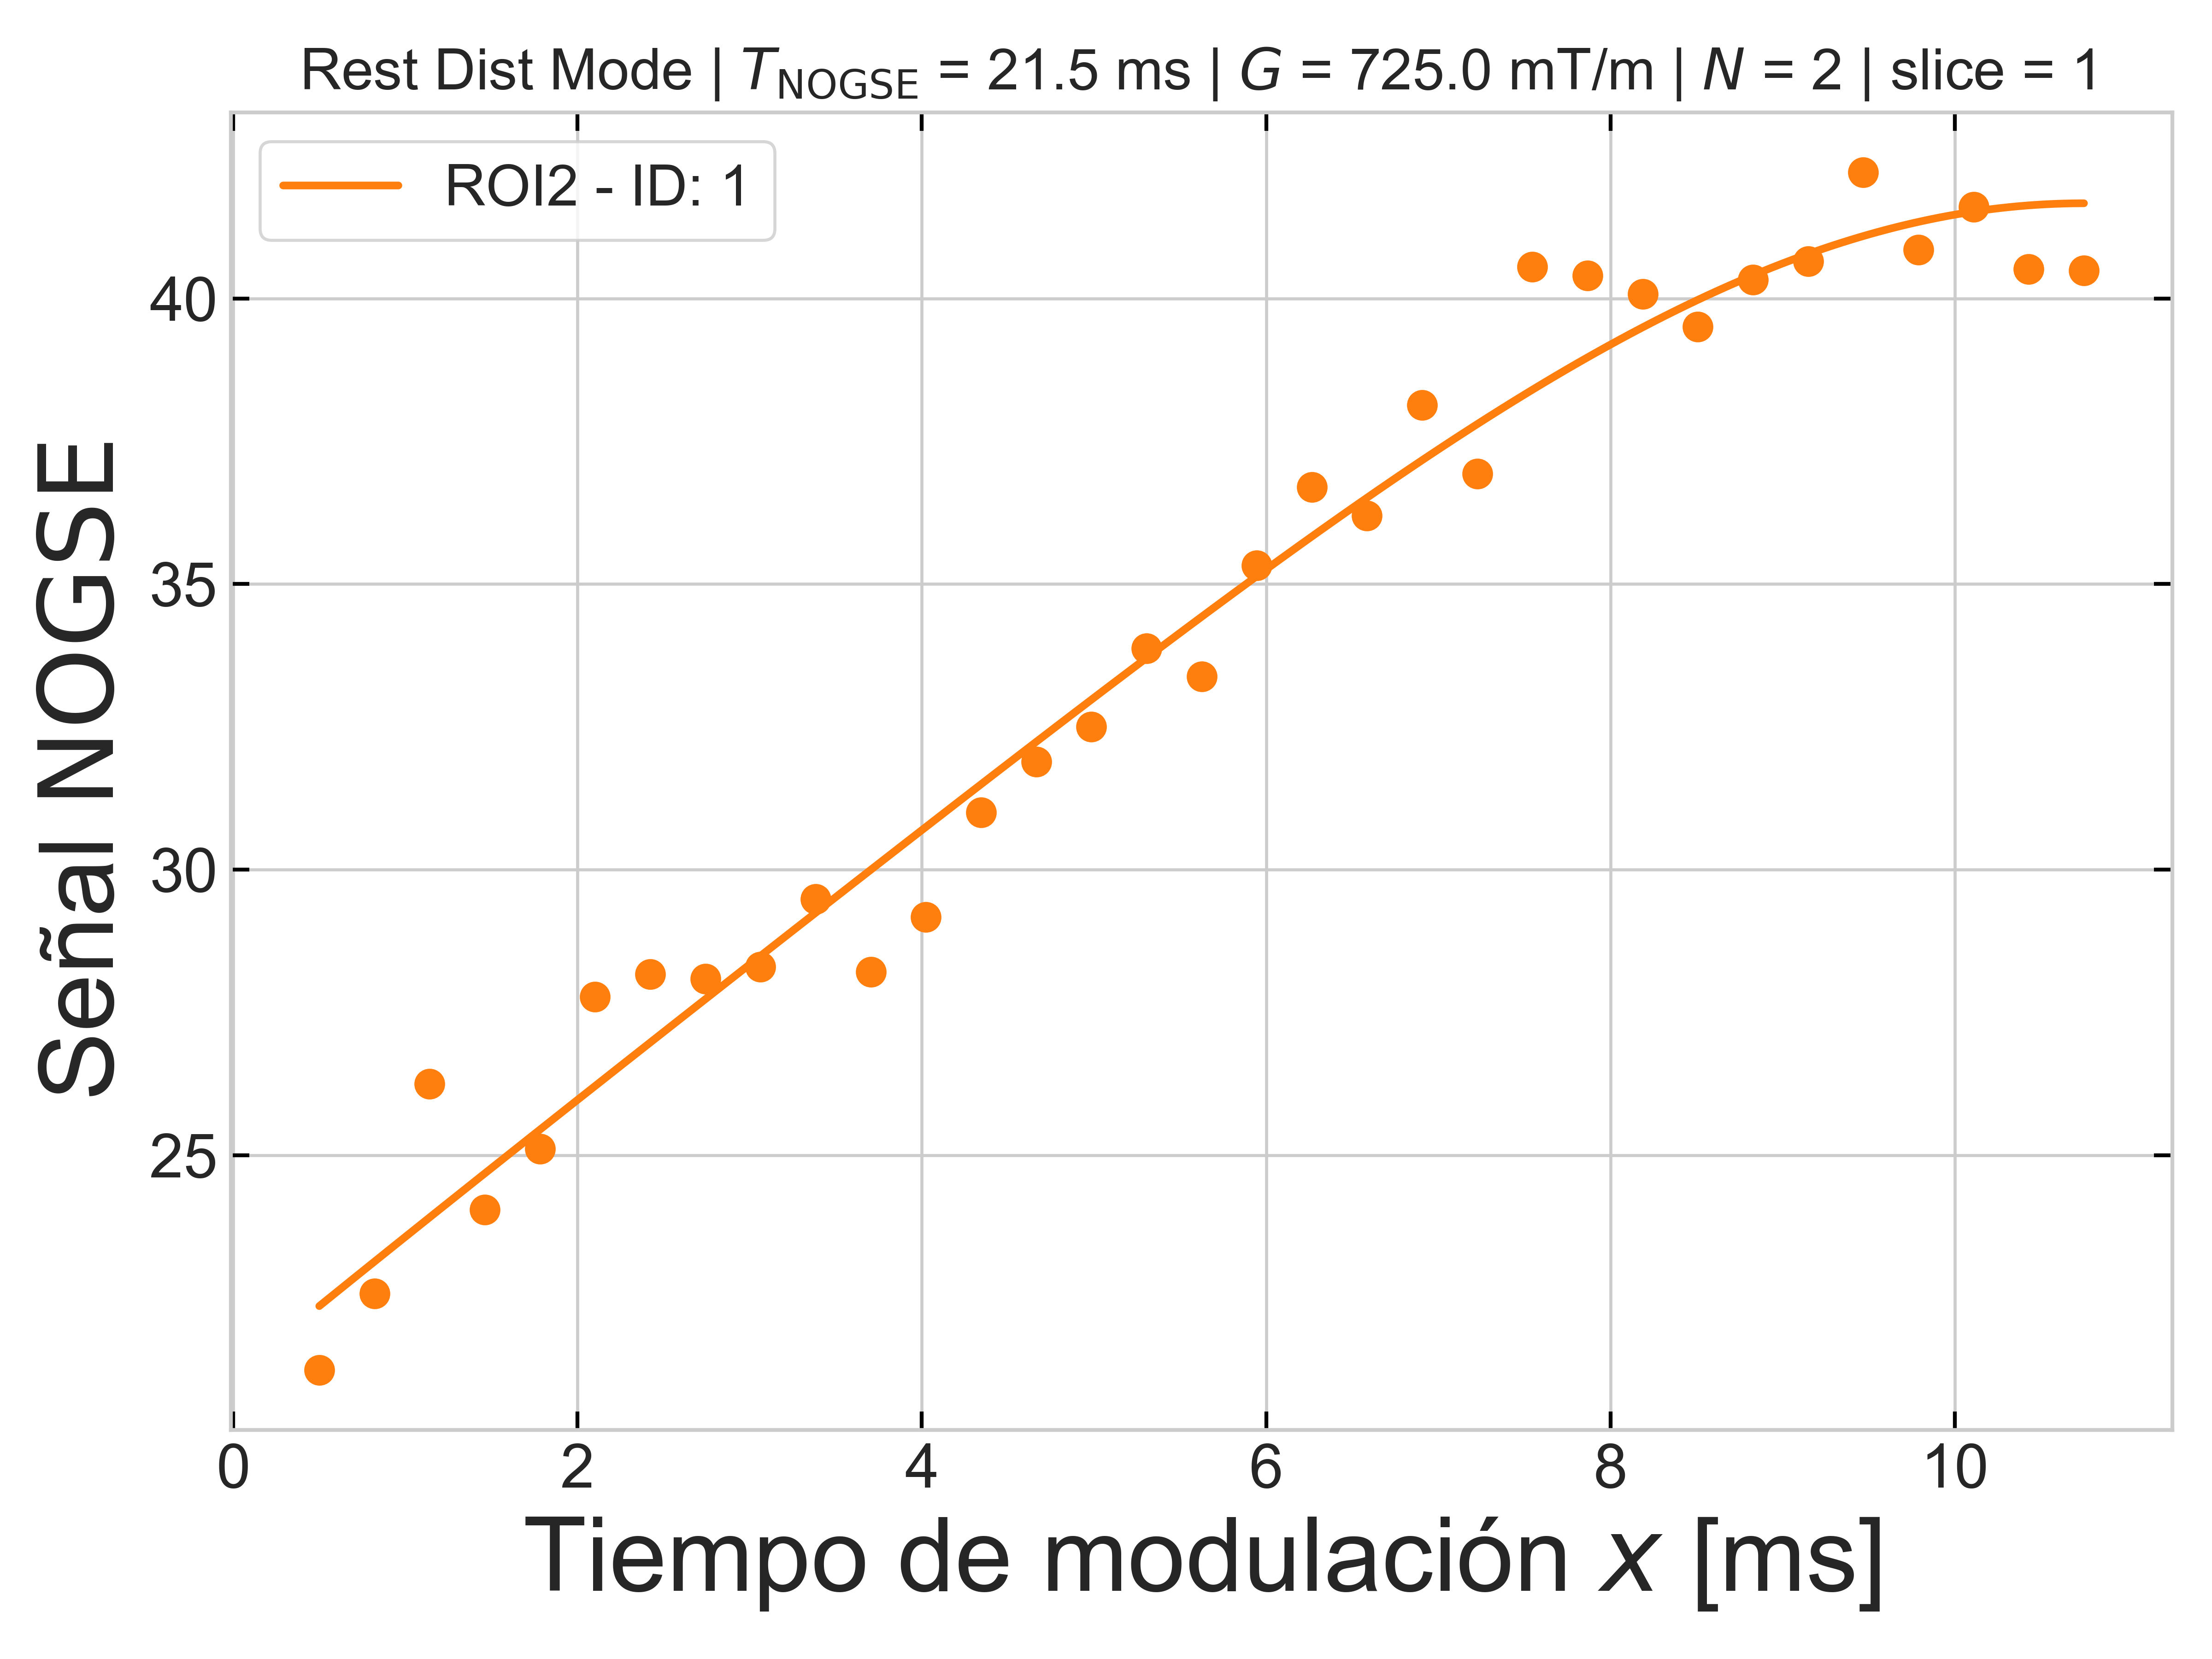 Rest Dist Mode | T_NOGSE = 21.5 ms | G = 725.0 mT/m | N = 2 | slice = 1
ROI2 - ID: 1
Señal NOGSE
40
35
30
25
0 2 4 6 8 10
Tiempo de modulación x [ms]